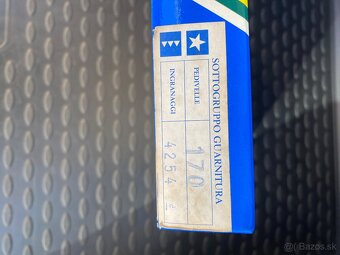 SOTTOGRUPPO GUARNITURA
PEDIVELLE
170
INGRANAGGI
4254
Bazos.sk